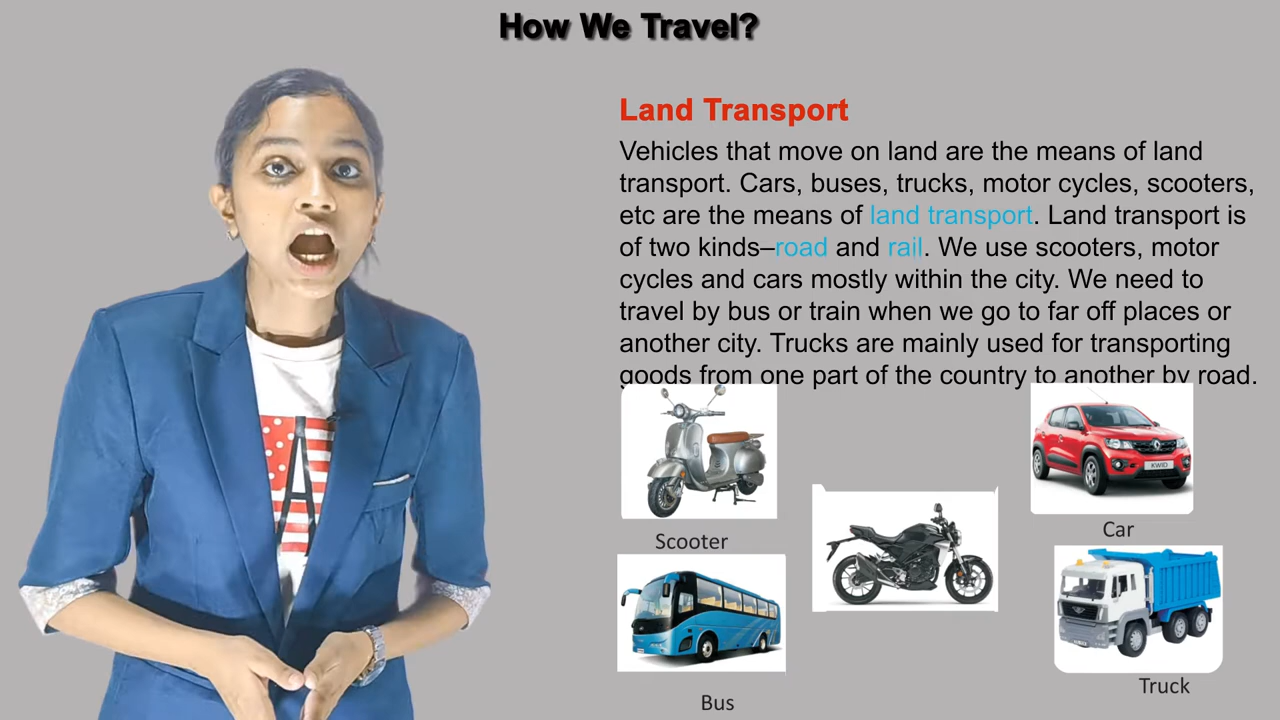 How We Travel?
Land Transport
Vehicles that move on land are the means of land
transport. Cars, buses, trucks, motor cycles, scooters,
etc are the means of land transport. Land transport is
of two kinds–road and rail. We use scooters, motor
cycles and cars mostly within the city. We need to
travel by bus or train when we go to far off places or
another city. Trucks are mainly used for transporting
goods from one part of the country to another by road.
A
KWID
Scooter
Car
Bus
Truck